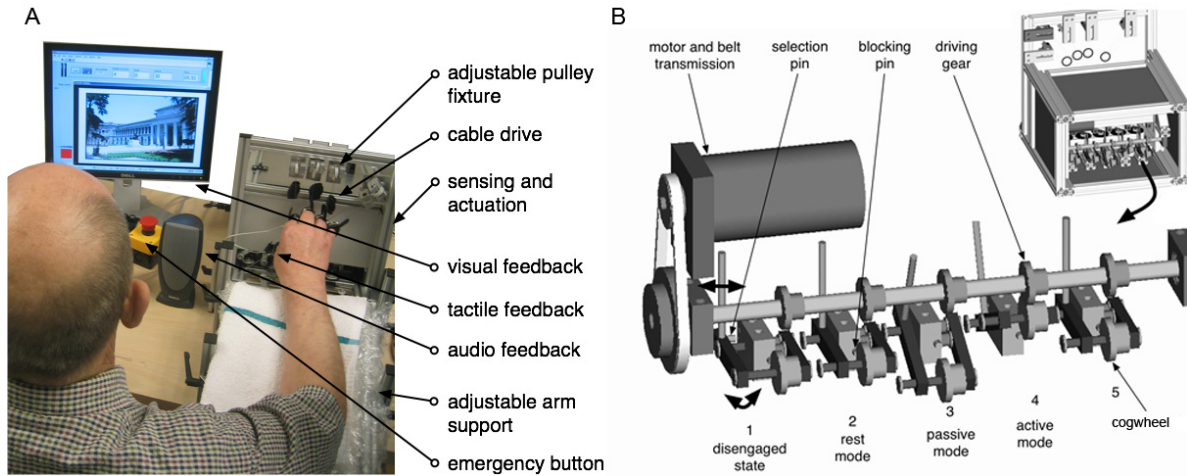 A
adjustable pulley
fixture
cable drive
sensing and
actuation
visual feedback
tactile feedback
audio feedback
adjustable arm
support
emergency button
DELL
B
motor and belt
transmission
selection
pin
blocking
pin
driving
gear
1
disengaged
state
2
rest
mode
3
passive
mode
4
active
mode
5
cogwheel